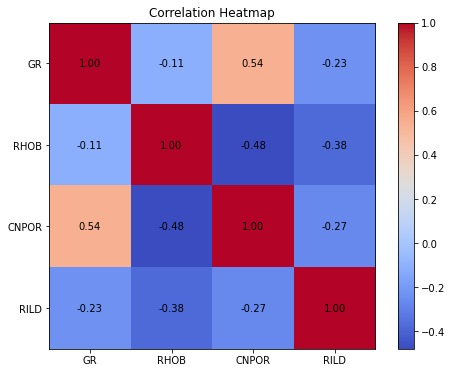 Correlation Heatmap
GR 1.00 -0.11 0.54 -0.23
RHOB -0.11 1.00 -0.48 -0.38
CNPOR 0.54 -0.48 1.00 -0.27
RILD -0.23 -0.38 -0.27 1.00
GR RHOB CNPOR RILD
1.0
0.8
0.6
0.4
0.2
0.0
−0.2
−0.4